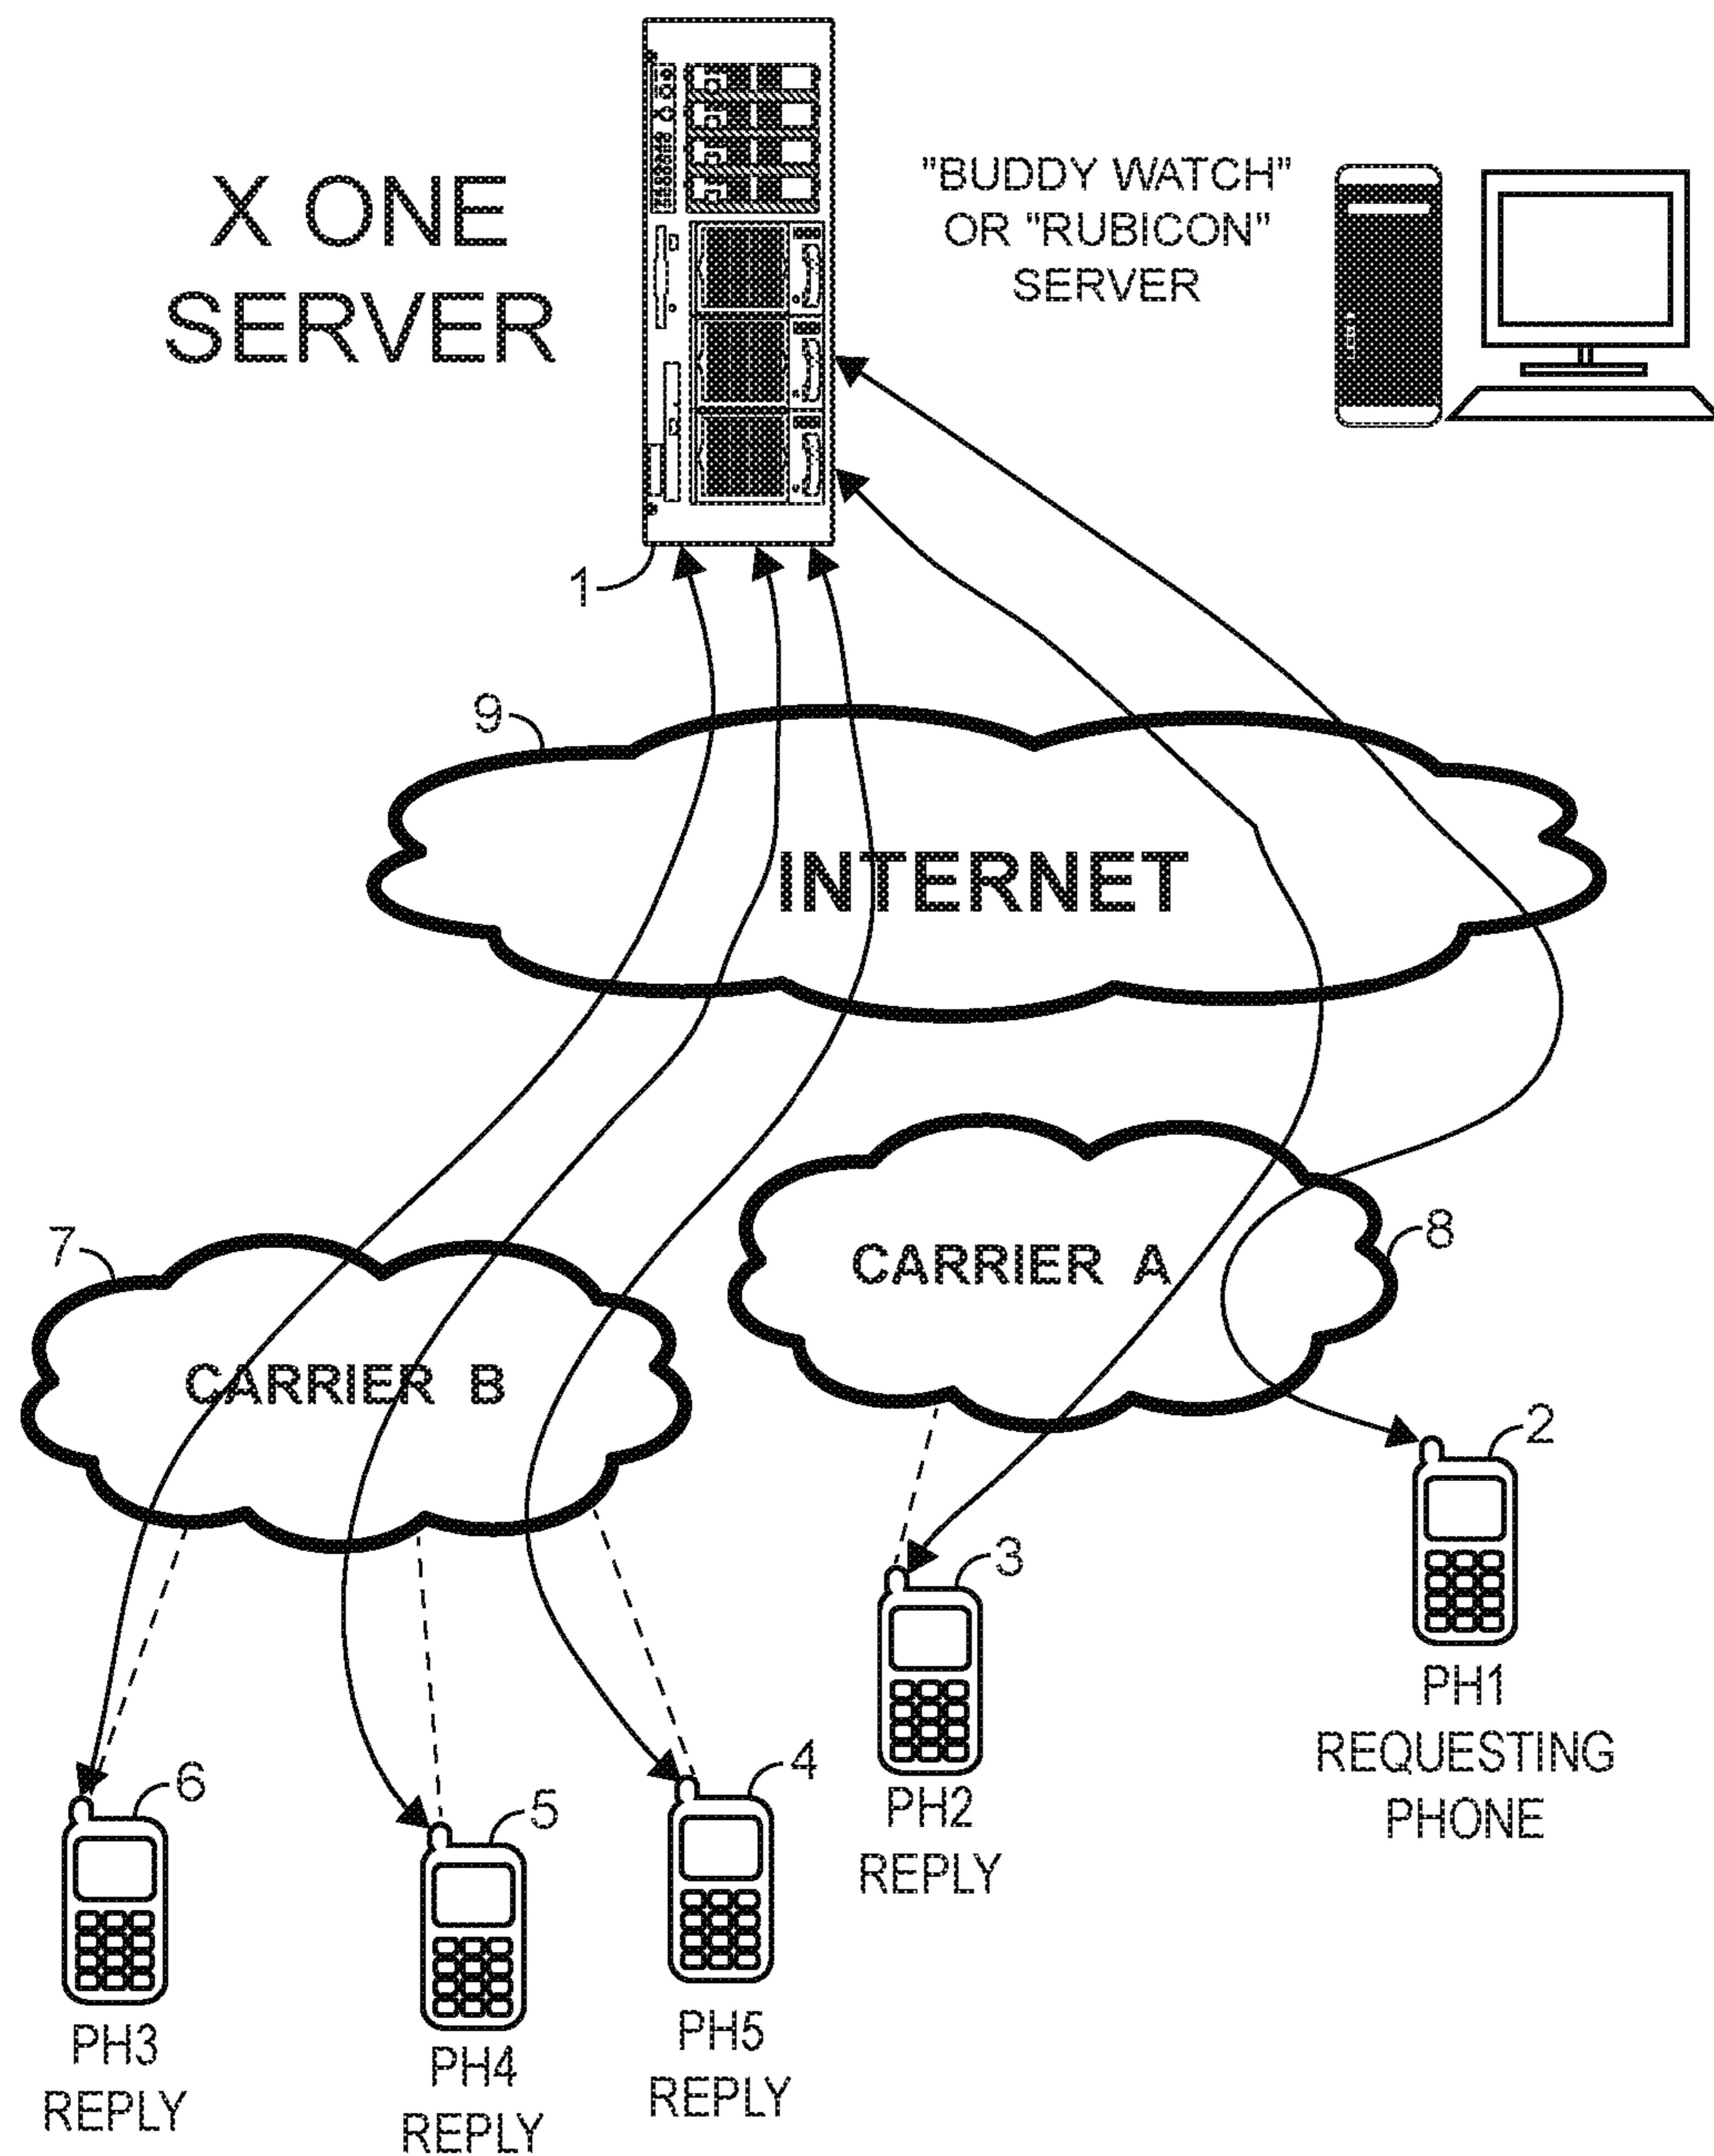 X ONE
SERVER
"BUDDY WATCH"
OR "RUBICON"
SERVER
1
9
INTERNET
7
CARRIER B
CARRIER A
8
2
3
PH1
REQUESTING
PHONE
6
5
4
PH2
REPLY
PH3
REPLY
PH4
REPLY
PH5
REPLY